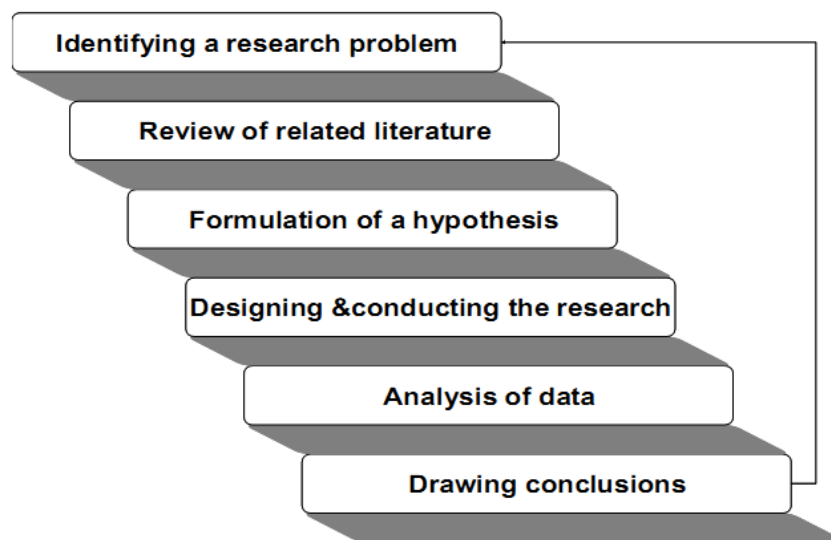 Identifying a research problem
Review of related literature
Formulation of a hypothesis
Designing &conducting the research
Analysis of data
Drawing conclusions